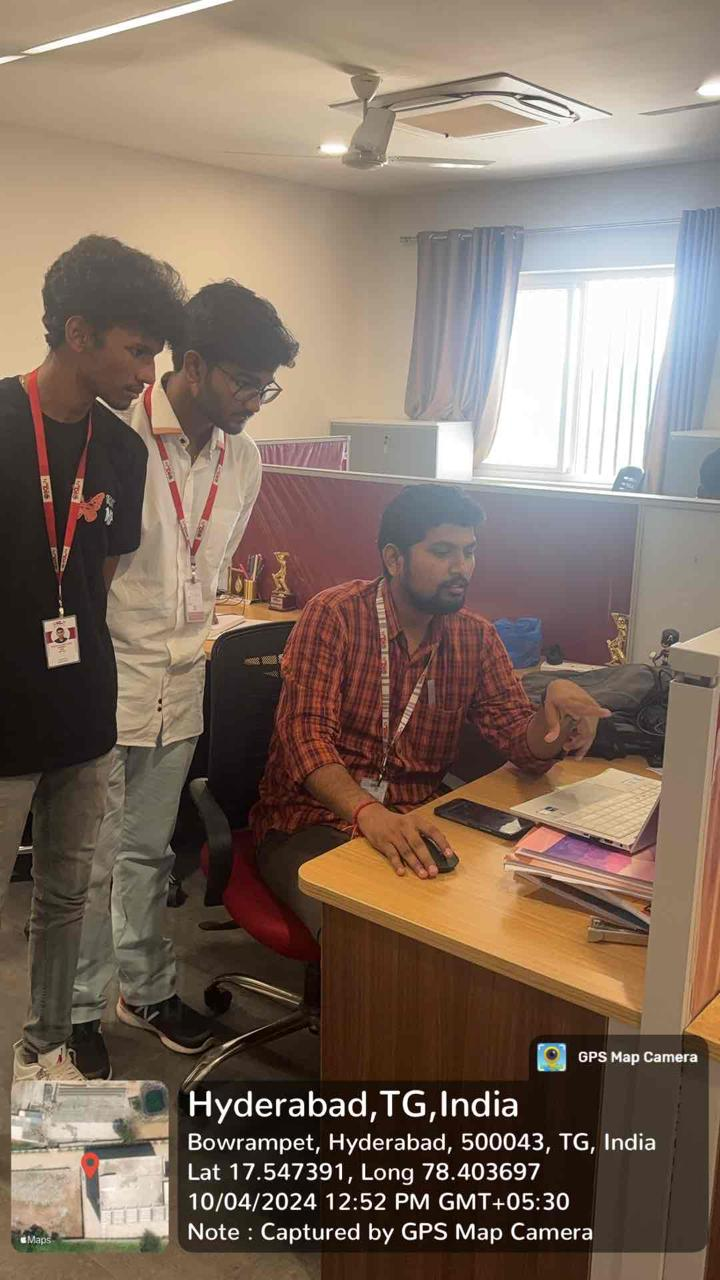 GPS Map Camera
Hyderabad,TG,India
Bowrampet, Hyderabad, 500043, TG, India
Lat 17.547391, Long 78.403697
10/04/2024 12:52 PM GMT+05:30
Note : Captured by GPS Map Camera
Maps